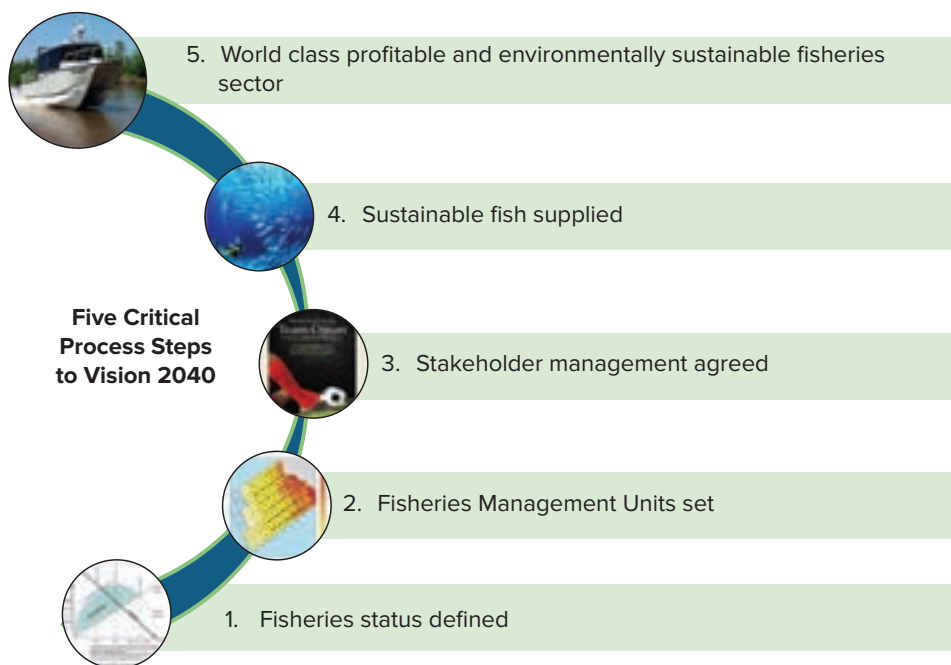 5. World class profitable and environmentally sustainable fisheries
sector
4. Sustainable fish supplied
Five Critical
Process Steps
to Vision 2040
3. Stakeholder management agreed
2. Fisheries Management Units set
1. Fisheries status defined